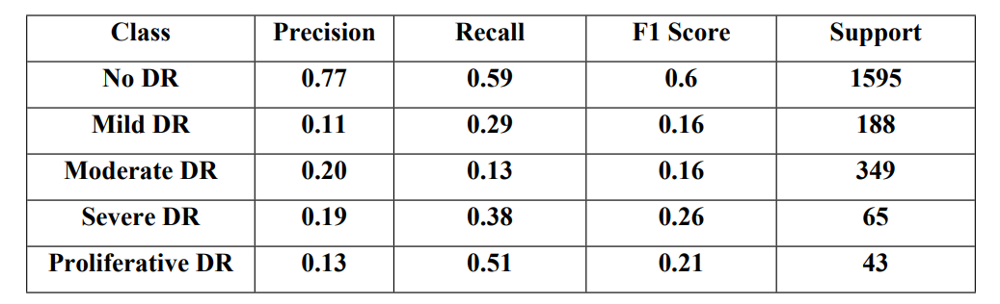 Class Precision Recall F1 Score Support
No DR 0.77 0.59 0.6 1595
Mild DR 0.11 0.29 0.16 188
Moderate DR 0.20 0.13 0.16 349
Severe DR 0.19 0.38 0.26 65
Proliferative DR 0.13 0.51 0.21 43